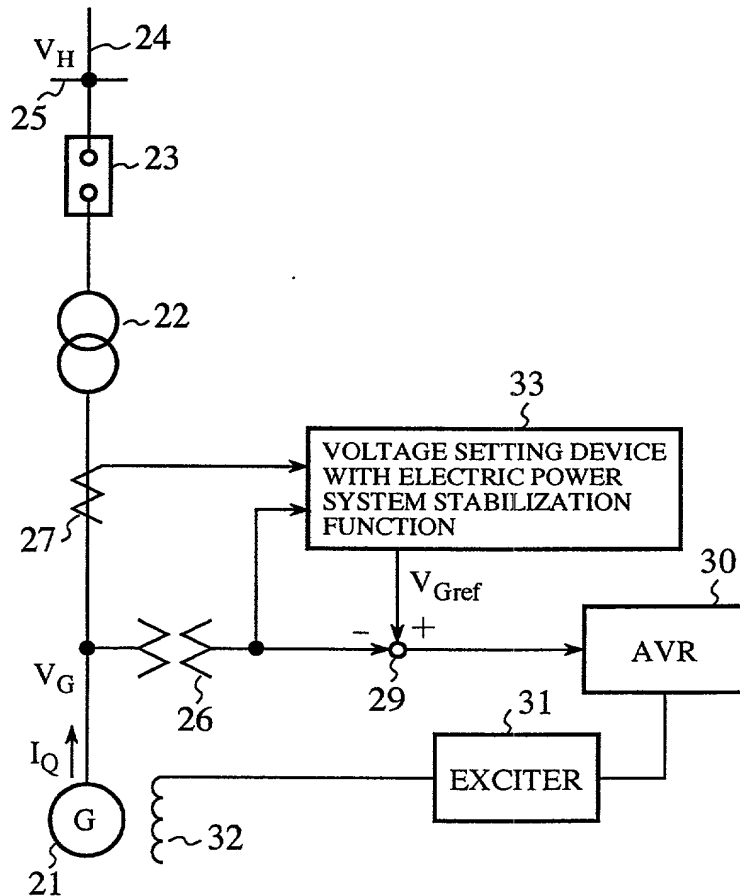 24
V_H
25
23
22
33
VOLTAGE SETTING DEVICE
WITH ELECTRIC POWER
SYSTEM STABILIZATION
FUNCTION
27
V_Gref
30
- +
AVR
V_G
26
29
31
I_Q
EXCITER
G
32
21